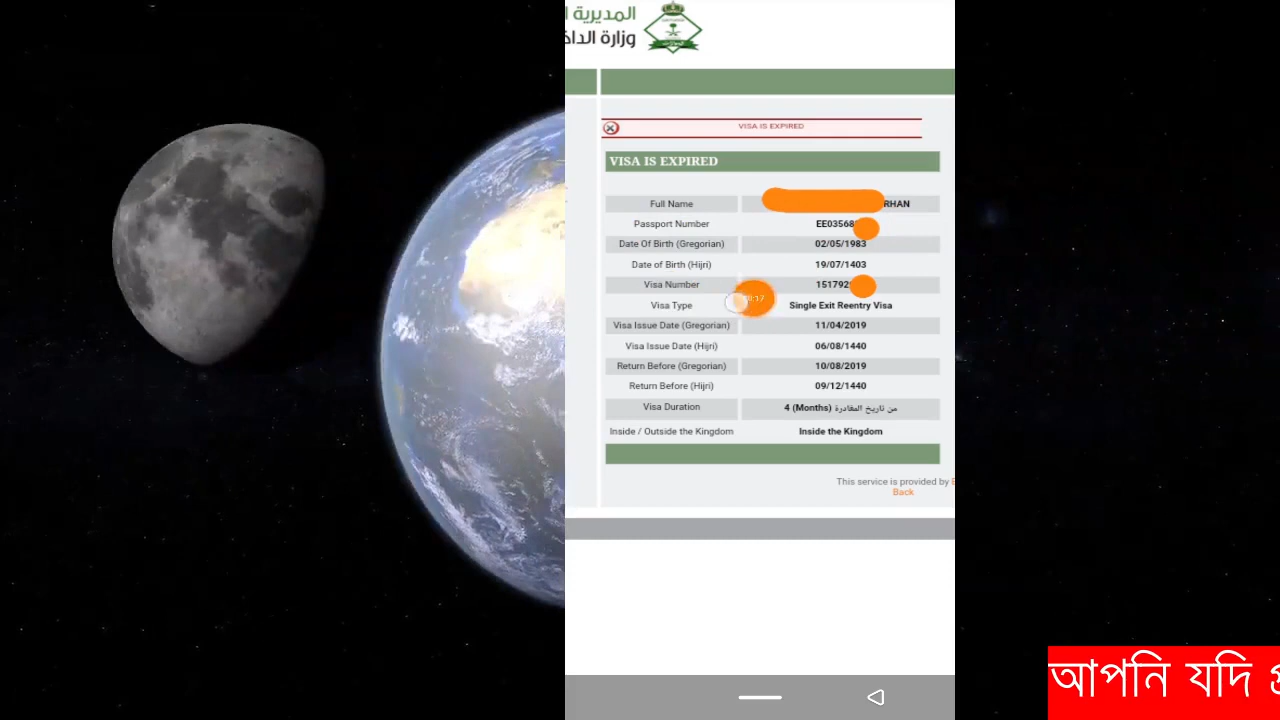 المديرية
وزارة
VISA IS EXPIRED
VISA IS EXPIRED
Full Name RHAN
Passport Number EE03568
Date Of Birth (Gregorian) 02/05/1983
Date of Birth (Hijri) 19/07/1403
Visa Number 151792
Visa Type Single Exit Reentry Visa
Visa Issue Date (Gregorian) 11/04/2019
Visa Issue Date (Hijri) 06/08/1440
Return Before (Gregorian) 10/08/2019
Return Before (Hijri) 09/12/1440
Visa Duration 4 (Months) من تاريخ المغادرة
Inside / Outside the Kingdom Inside the Kingdom
This service is provided by
Back
আপনি যদি